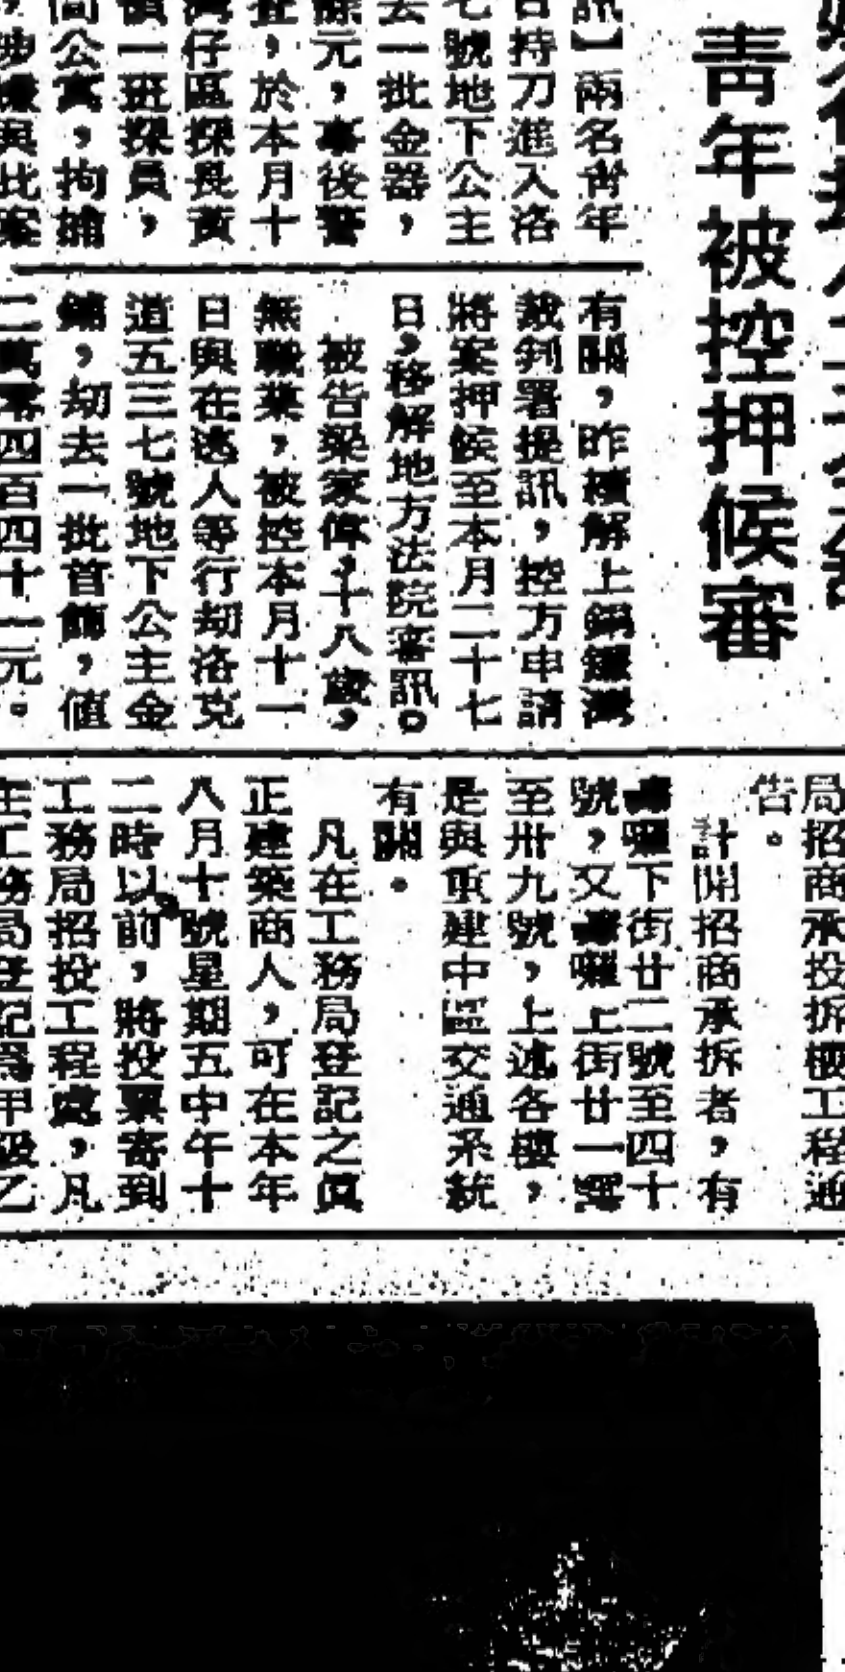 青年被控押候審
訊】兩名靑年
日持刀進入洛
七號地下公主
去一批金器，
餘元，事後警
查，於本月十
灣仔區探長黃
領一班探員，
間公寓，拘捕
涉嫌與此案
有關，昨積解上銅鑼灣
裁判署提訊，控方申請
將案押候至本月二十七
日，移解地方法院審訊。
被告梁家偉，十八歲，
無職業，被控本月十一
日與在逃人等行刧洛克
道五三七號地下公主金
鋪，刧去一批首飾，值
二萬零四百四十一元。
局招商承投拆樓工程通
告。
計開招商承拆者，有
下街廿二號至四十
號，又囉上街廿一號
至卅九號，上述各樓，
是與重建中區交通系統
有關。
凡在工務局登記之眞
正建築商人，可在本年
八月十號星期五中午十
二時以前，將投票寄到
工務局招投工程處，凡
在工務局登記爲甲級乙